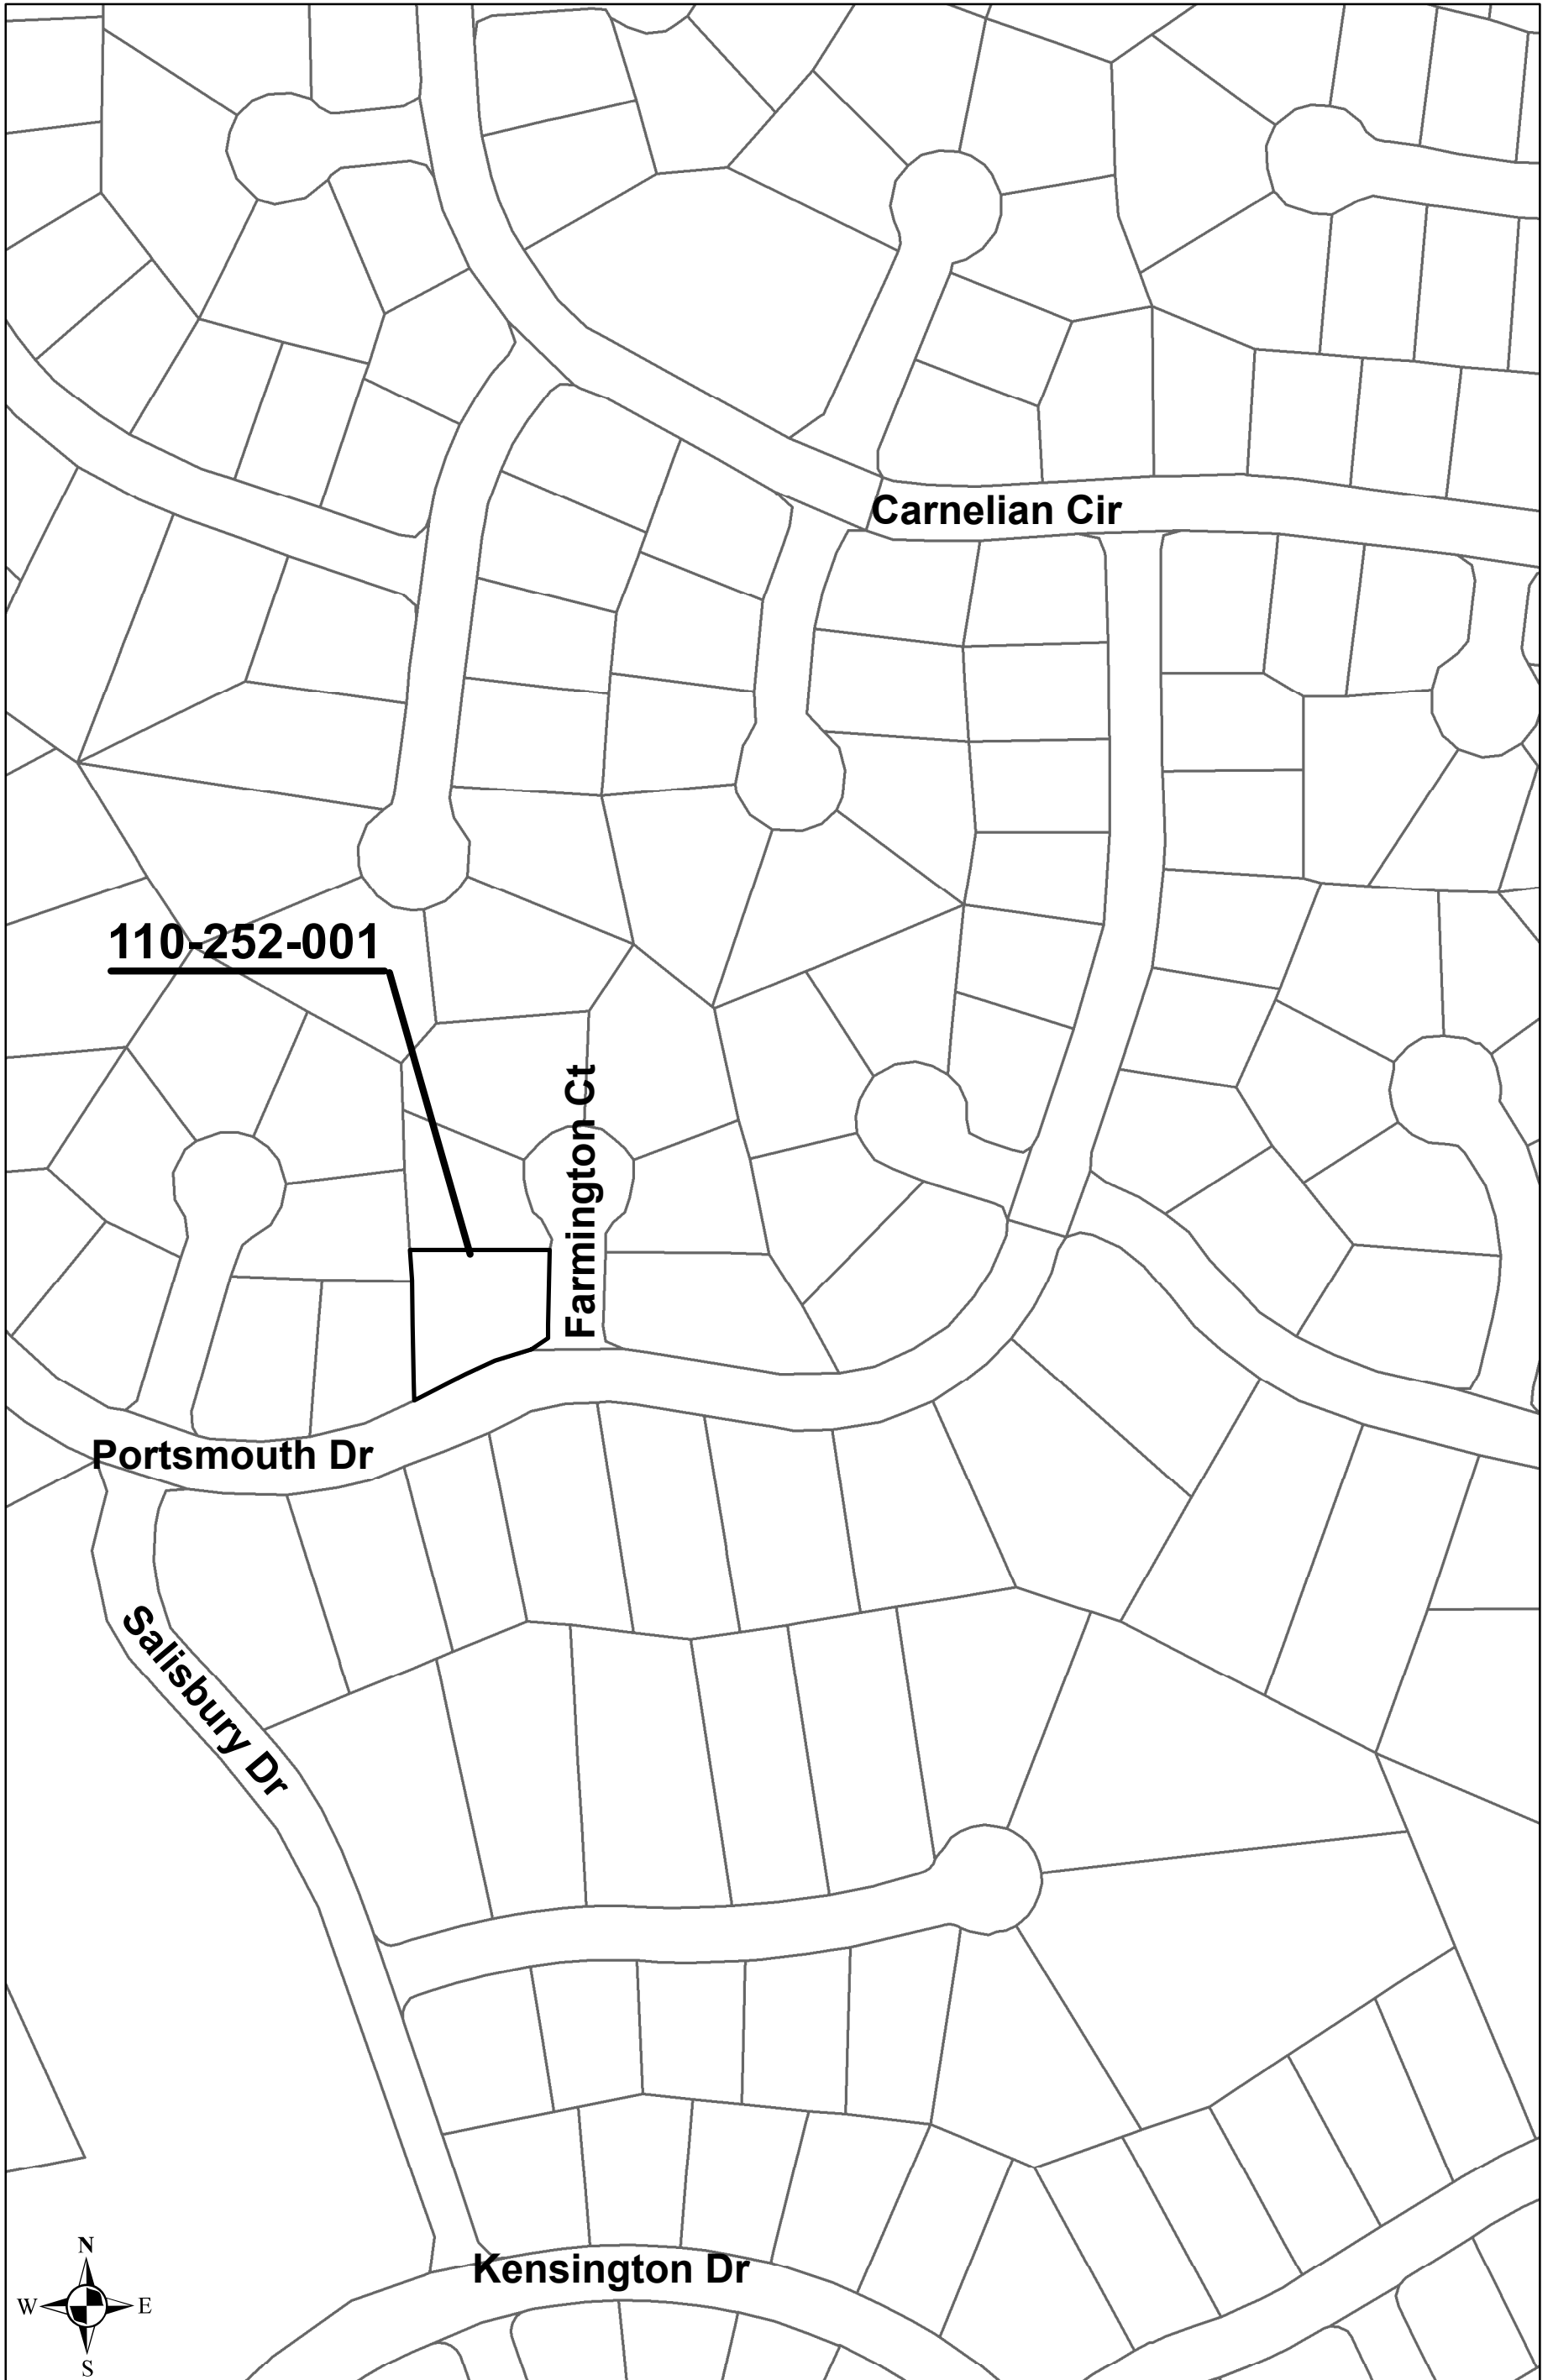 Carnelian Cir
110-252-001
Farmington Ct
Portsmouth Dr
Salisbury Dr
N
W E
S
Kensington Dr